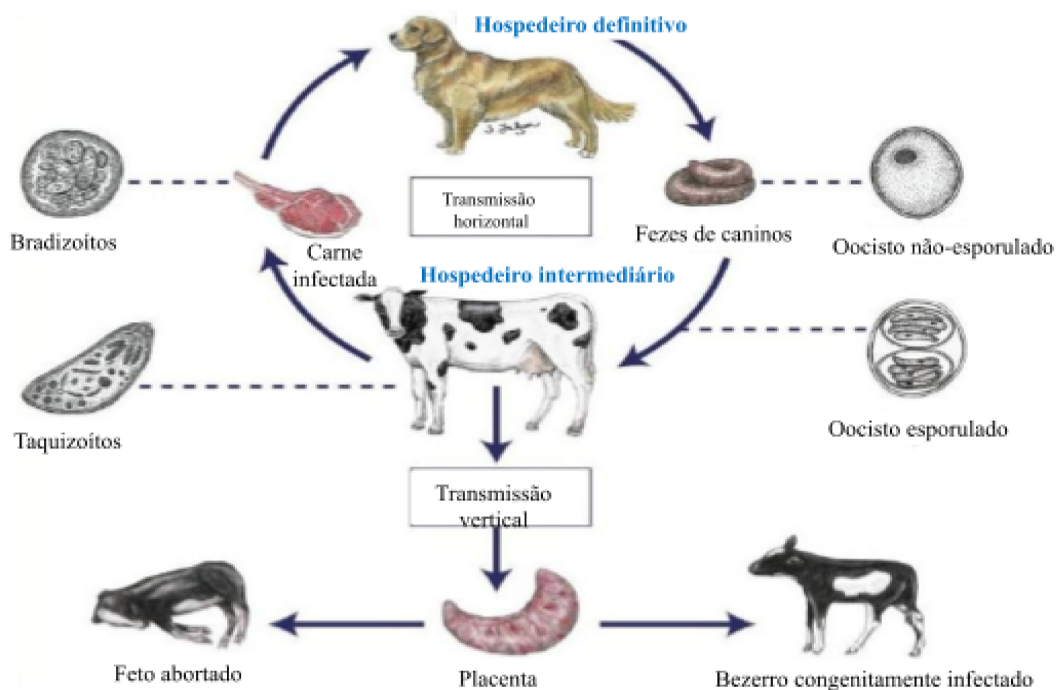 Hospedeiro definitivo
Transmissão
horizontal
Bradizoítos
Carne
infectada
Fezes de caninos
Oocisto não-esporulado
Hospedeiro intermediário
Taquizoítos
Oocisto esporulado
Transmissão
vertical
Feto abortado
Placenta
Bezerro congenitamente infectado